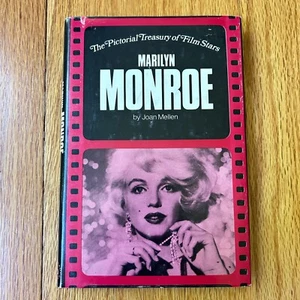 The Pictorial Treasury of Film Stars
MARILYN
MONROE
by Joan Mellen
Monroe